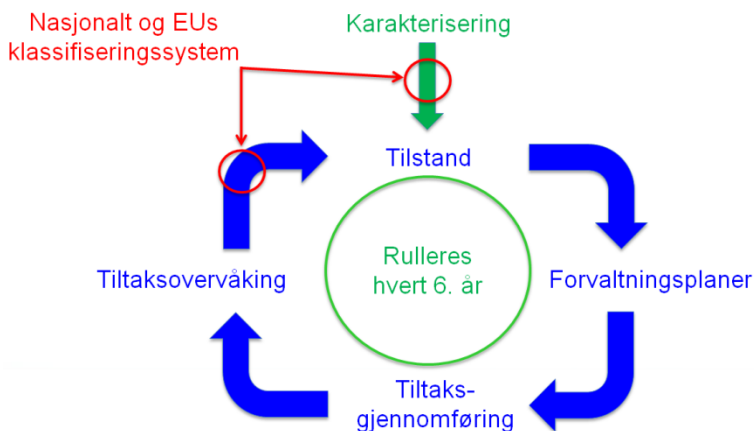 Nasjonalt og EUs
klassifiseringssystem
Karakterisering
Tilstand
Rulleres
hvert 6. år
Tiltaksovervåking
Forvaltningsplaner
Tiltaks-
gjennomføring